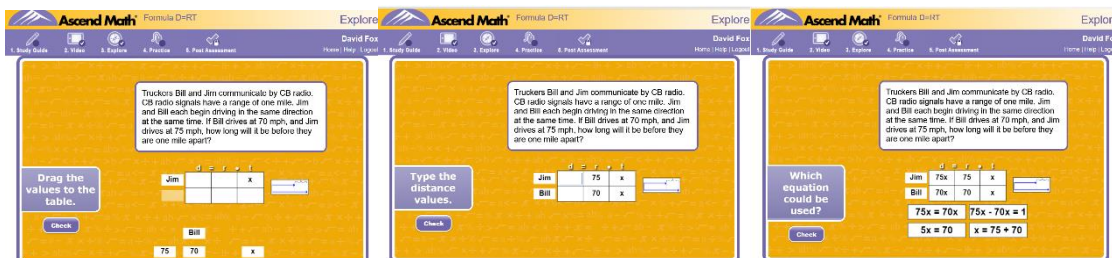 Ascend Math Formula D=RT Explore
David Fox
1. Study Guide 2. Video 3. Explore 4. Practice 5. Post Assessment Home | Help | Logout
Truckers Bill and Jim communicate by CB radio.
CB radio signals have a range of one mile. Jim
and Bill each begin driving in the same direction
at the same time. If Bill drives at 70 mph, and Jim
drives at 75 mph, how long will it be before they
are one mile apart?
d = r • t
Drag the
values to the
table.
Jim x
Check
Bill
75 70 x
Ascend Math Formula D=RT Explore
David Fox
1. Study Guide 2. Video 3. Explore 4. Practice 5. Post Assessment Home | Help | Logout
Truckers Bill and Jim communicate by CB radio.
CB radio signals have a range of one mile. Jim
and Bill each begin driving in the same direction
at the same time. If Bill drives at 70 mph, and Jim
drives at 75 mph, how long will it be before they
are one mile apart?
d = r • t
Type the
distance
values.
Jim 75 x
Bill 70 x
Check
Ascend Math Formula D=RT Explor
David Fo
1. Study Guide 2. Video 3. Explore 4. Practice 5. Post Assessment Home | Help | Log
Truckers Bill and Jim communicate by CB radio.
CB radio signals have a range of one mile. Jim
and Bill each begin driving in the same direction
at the same time. If Bill drives at 70 mph, and Jim
drives at 75 mph, how long will it be before they
are one mile apart?
d = r • t
Which
equation
could be
used?
Jim 75x 75 x
Bill 70x 70 x
75x = 70x 75x - 70x = 1
5x = 70 x = 75 + 70
Check